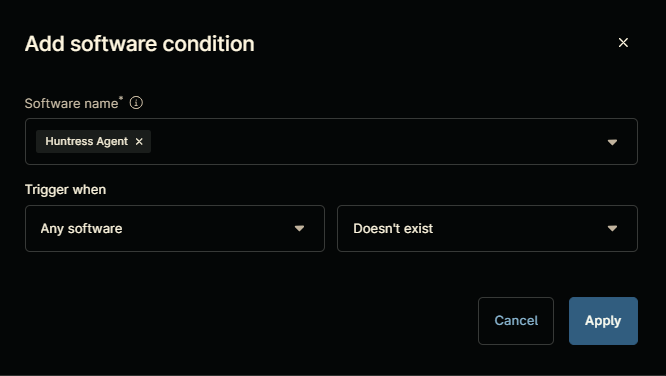 Add software condition
Software name*
Huntress Agent
Trigger when
Any software Doesn't exist
Cancel Apply